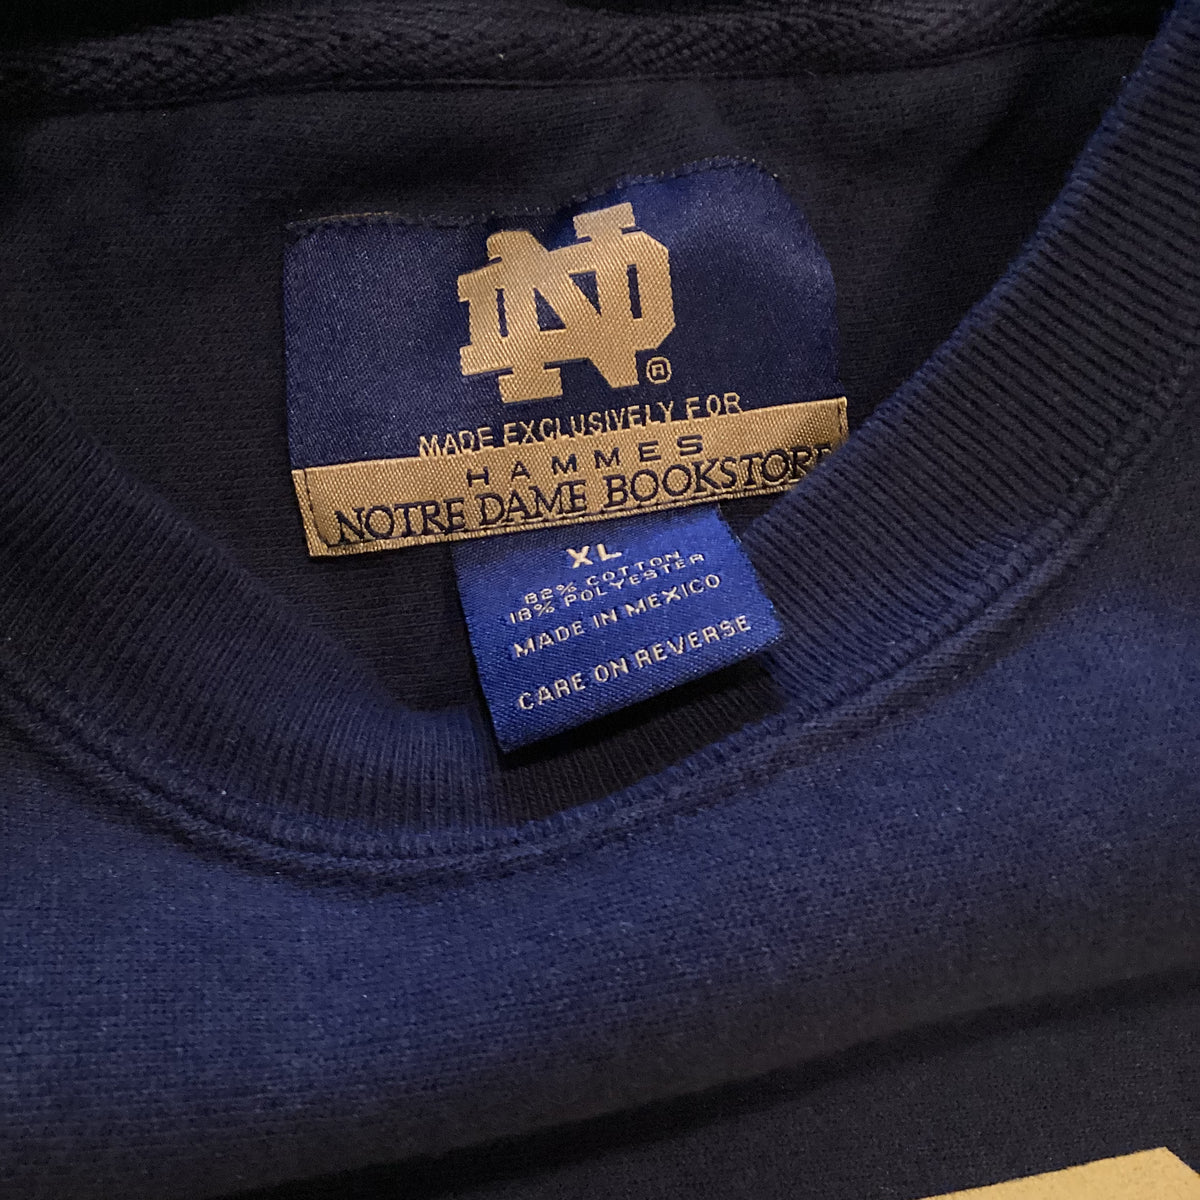 ND
®
MADE EXCLUSIVELY FOR
HAMMES
NOTRE DAME BOOKSTORE
XL
82% COTTON
18% POLYESTER
MADE IN MEXICO
CARE ON REVERSE